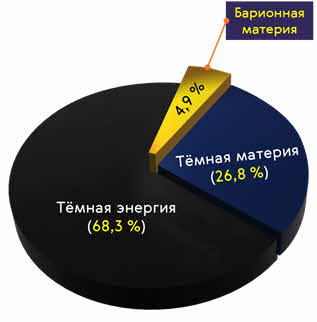 Барионная
материя
4,9 %
Тёмная материя
(26,8 %)
Тёмная энергия
(68,3 %)